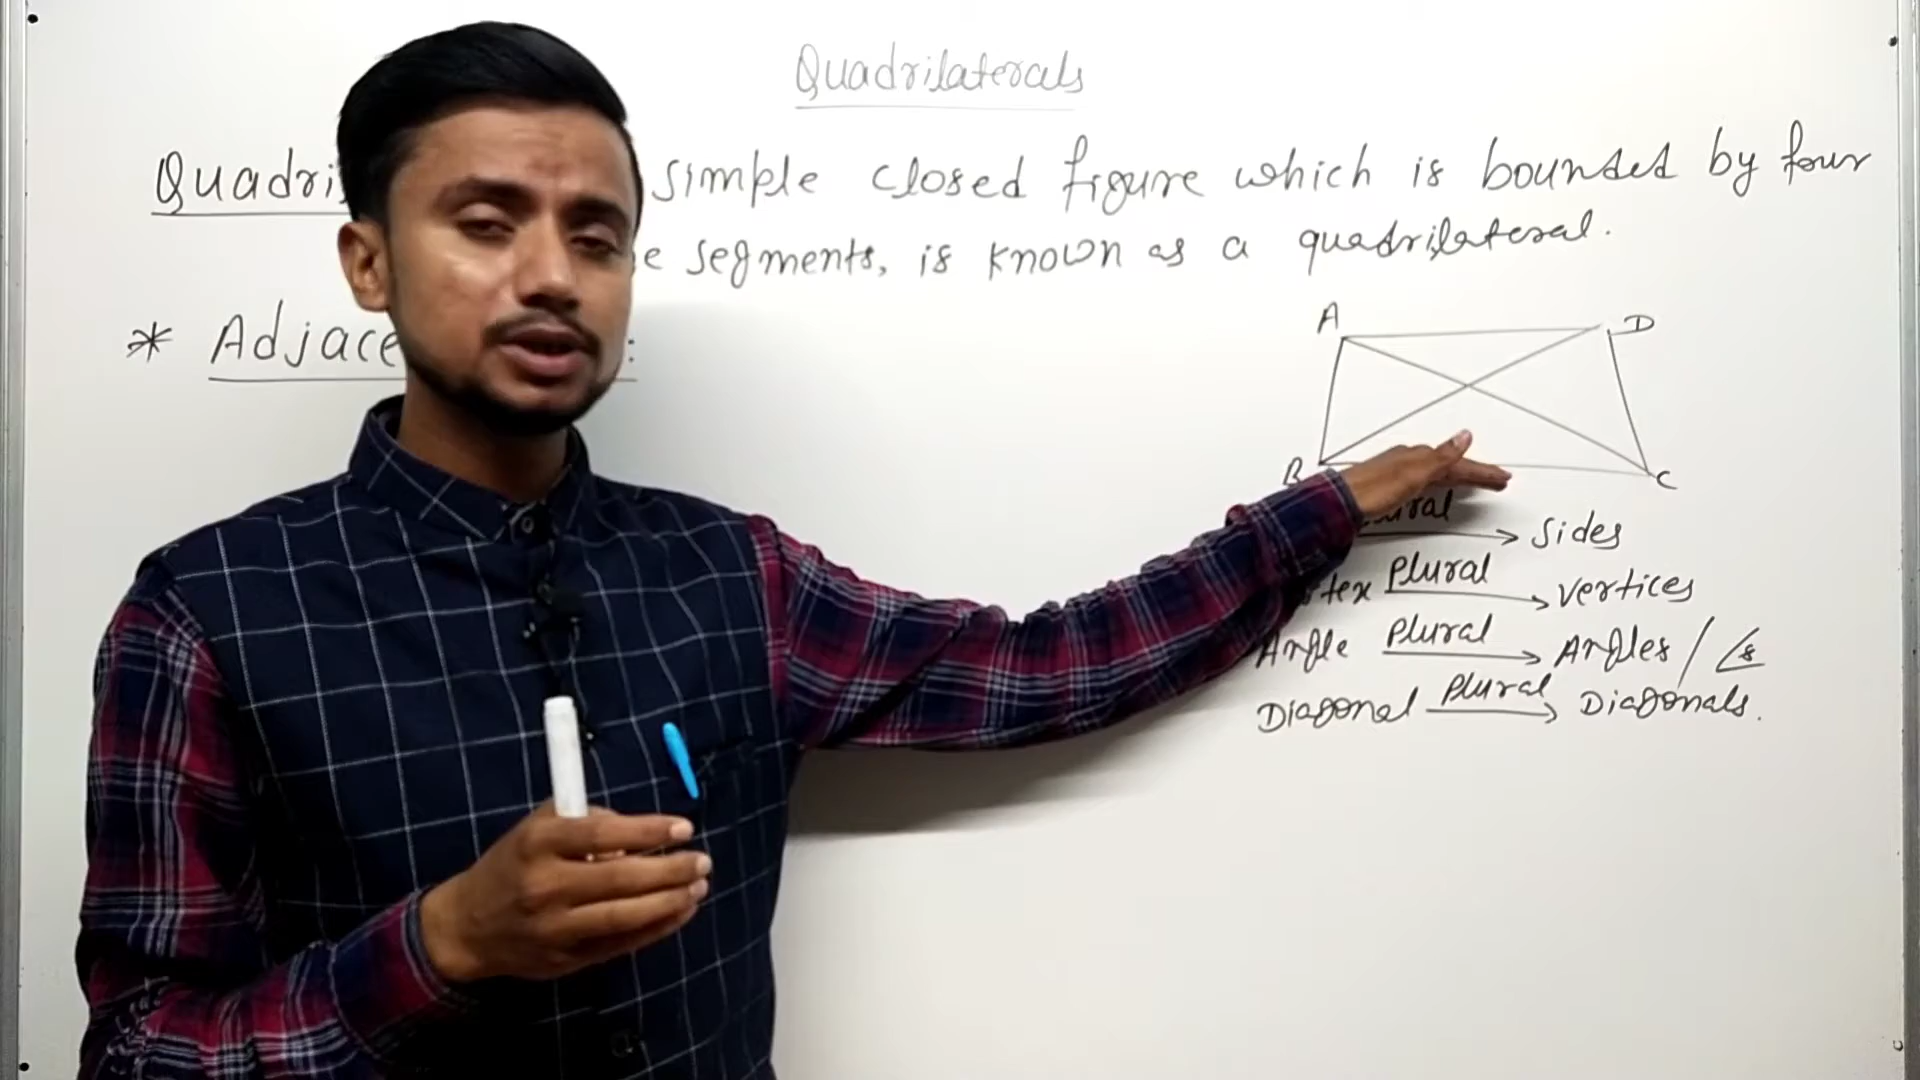 Quadrilaterals
Quadri simple closed figure which is bounded by four
e segments, is known as a quadrilateral.
* Adjace :
A D
B C
sides
Plural vertices
Angle Plural Angles / ∠s
Diagonal Plural Diagonals.